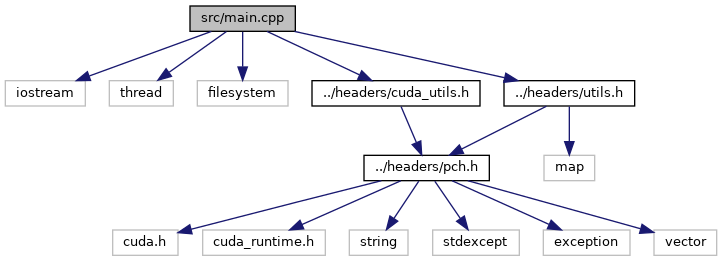 src/main.cpp
iostream
thread
filesystem
../headers/cuda_utils.h
../headers/utils.h
../headers/pch.h
map
cuda.h
cuda_runtime.h
string
stdexcept
exception
vector